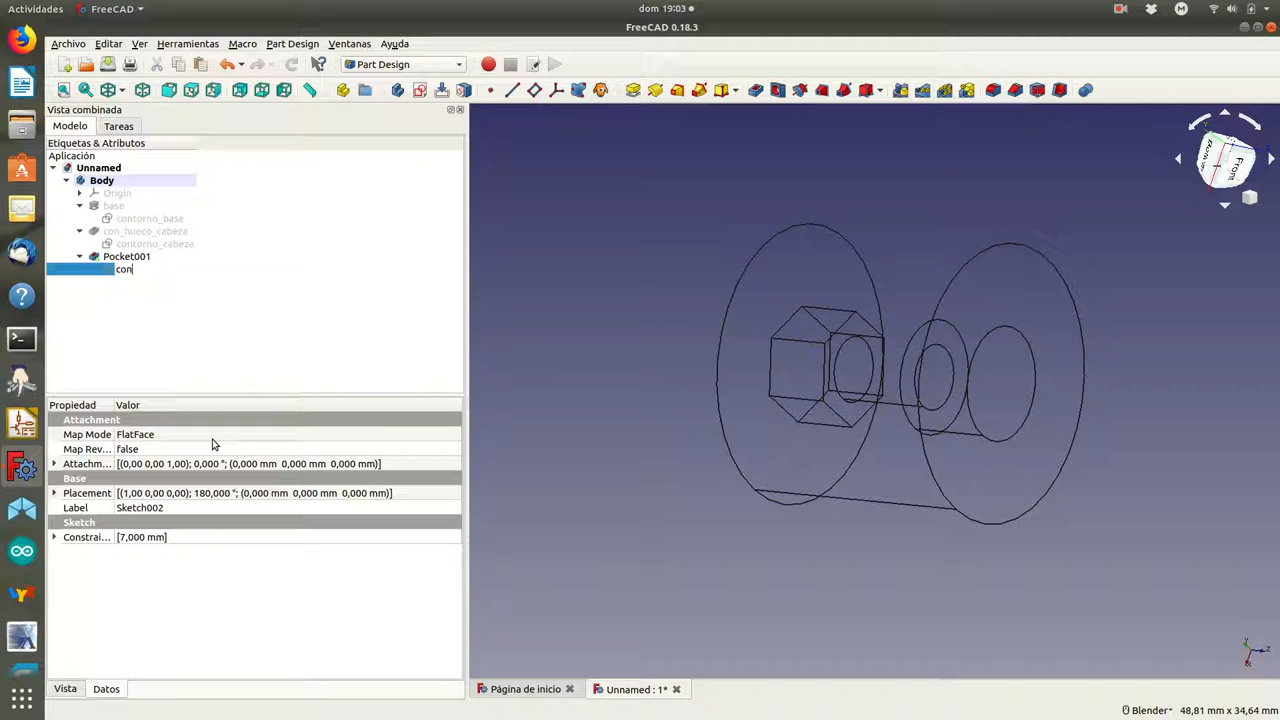 Actividades
FreeCAD
dom 19:03
FreeCAD 0.18.3
Archivo Editar Ver Herramientas Macro Part Design Ventanas Ayuda
Part Design
Vista combinada
Modelo Tareas
Etiquetas & Atributos
Aplicación
Unnamed
Body
Origin
base
contorno_base
con_hueco_cabeza
contorno_cabeza
Pocket001
con
Propiedad Valor
Attachment
Map Mode FlatFace
Map Rev... false
Attachm... [(0,00 0,00 1,00); 0,000 °; (0,000 mm 0,000 mm 0,000 mm)]
Base
Placement [(1,00 0,00 0,00); 180,000 °; (0,000 mm 0,000 mm 0,000 mm)]
Label Sketch002
Sketch
Constrai... [7,000 mm]
Vista Datos
Front
Página de inicio
Unnamed : 1*
Blender
48,81 mm x 34,64 mm